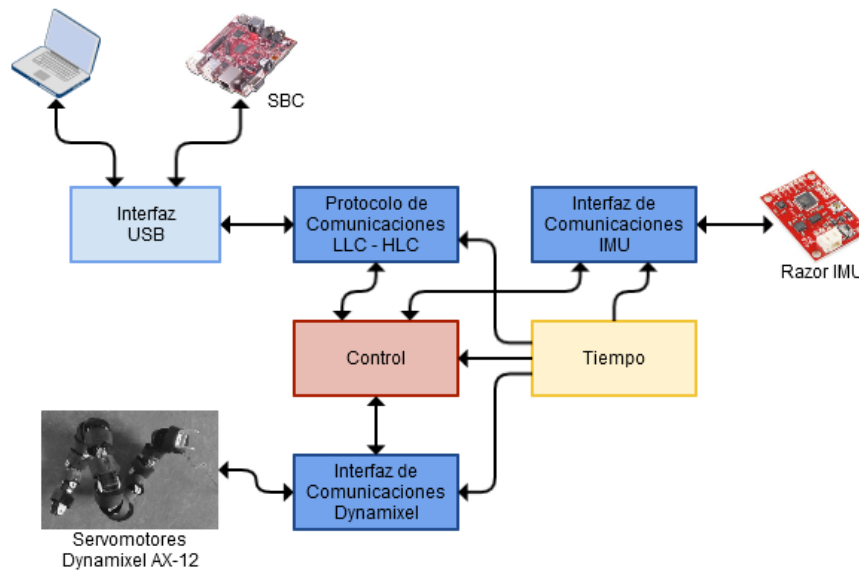 SBC
Interfaz
USB
Protocolo de
Comunicaciones
LLC - HLC
Interfaz de
Comunicaciones
IMU
Razor IMU
Control
Tiempo
Interfaz de
Comunicaciones
Dynamixel
Servomotores
Dynamixel AX-12